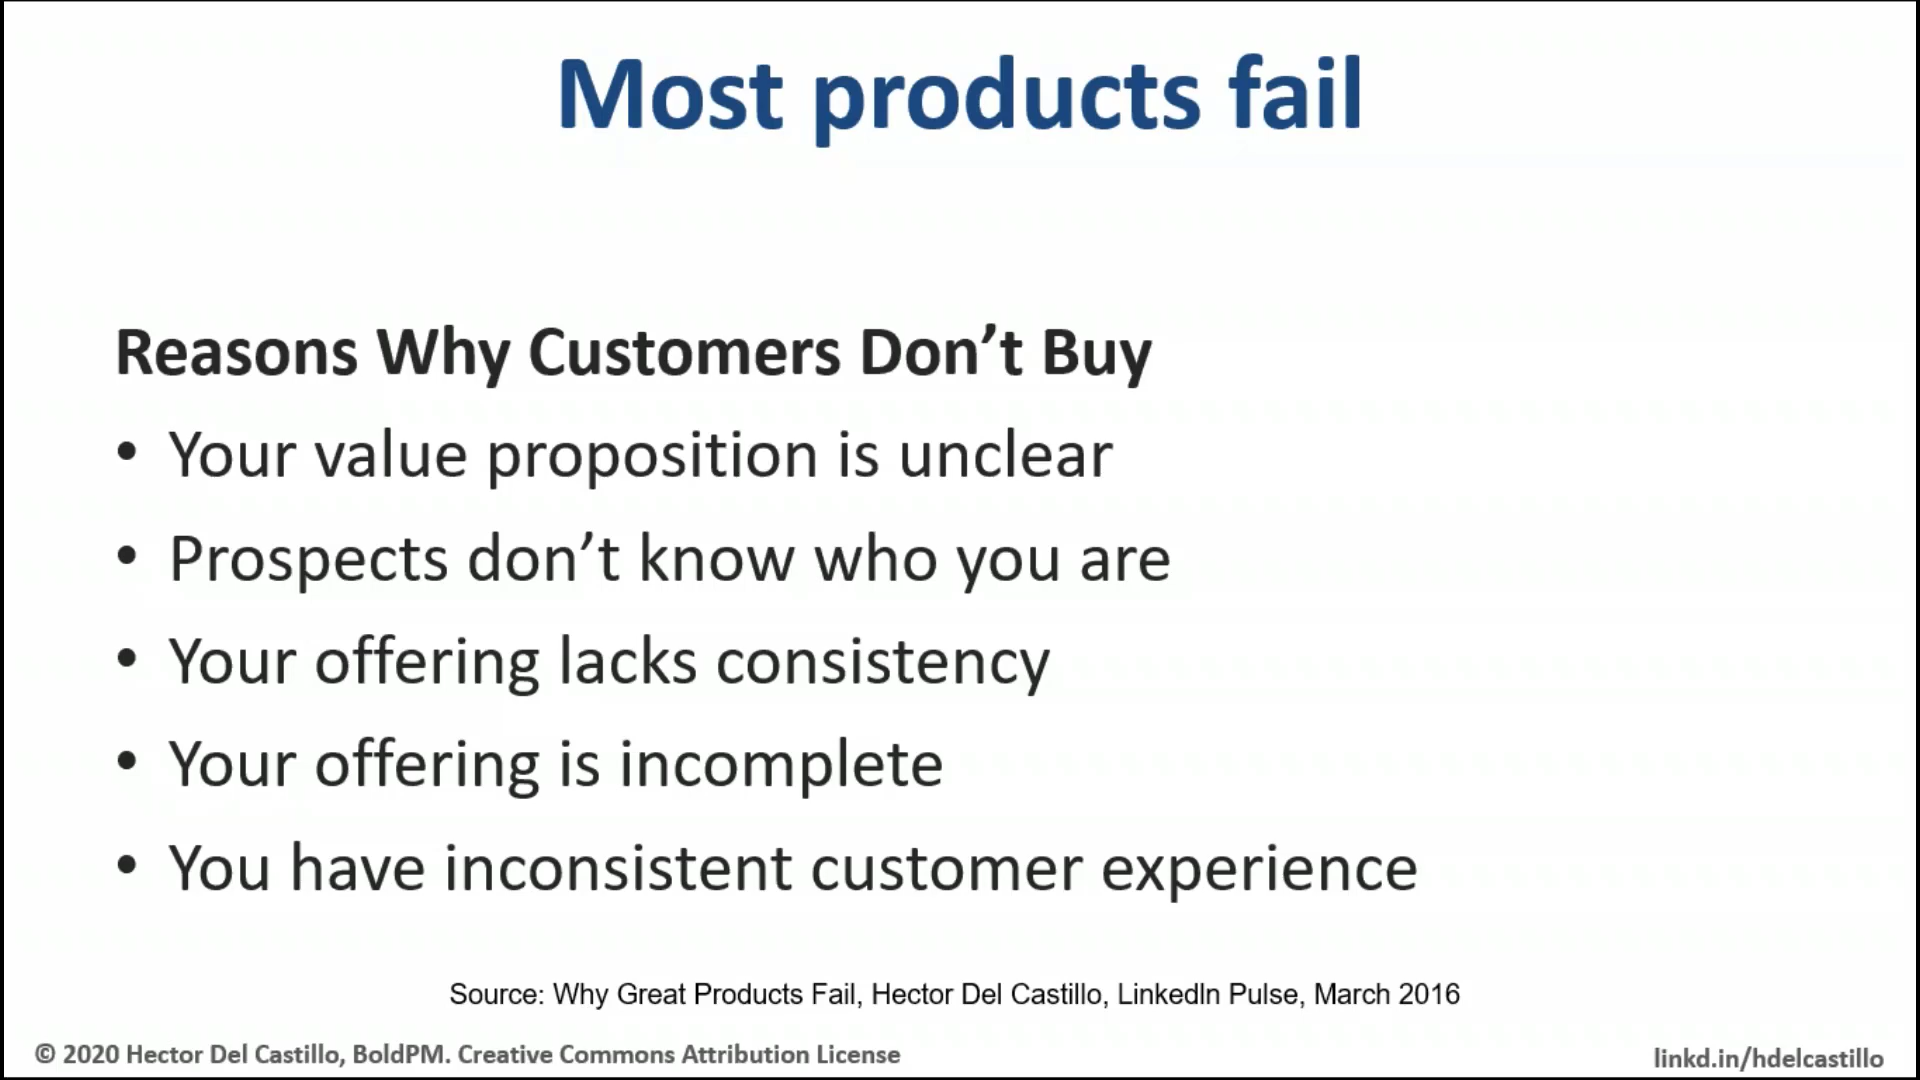 Most products fail
Reasons Why Customers Don’t Buy
• Your value proposition is unclear
• Prospects don’t know who you are
• Your offering lacks consistency
• Your offering is incomplete
• You have inconsistent customer experience
Source: Why Great Products Fail, Hector Del Castillo, LinkedIn Pulse, March 2016
© 2020 Hector Del Castillo, BoldPM. Creative Commons Attribution License
linkd.in/hdelcastillo